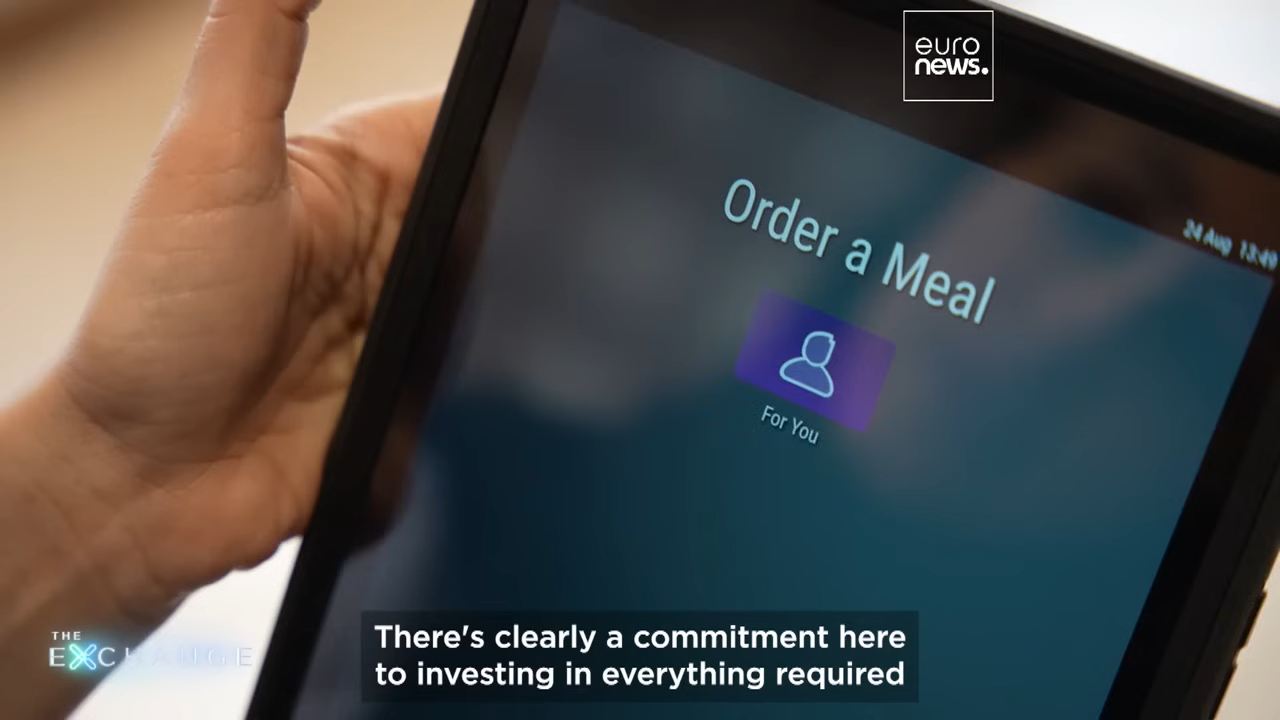 euro
news.
24 Aug 13:49
Order a Meal
For You
THE
EXCHANGE
There's clearly a commitment here
to investing in everything required